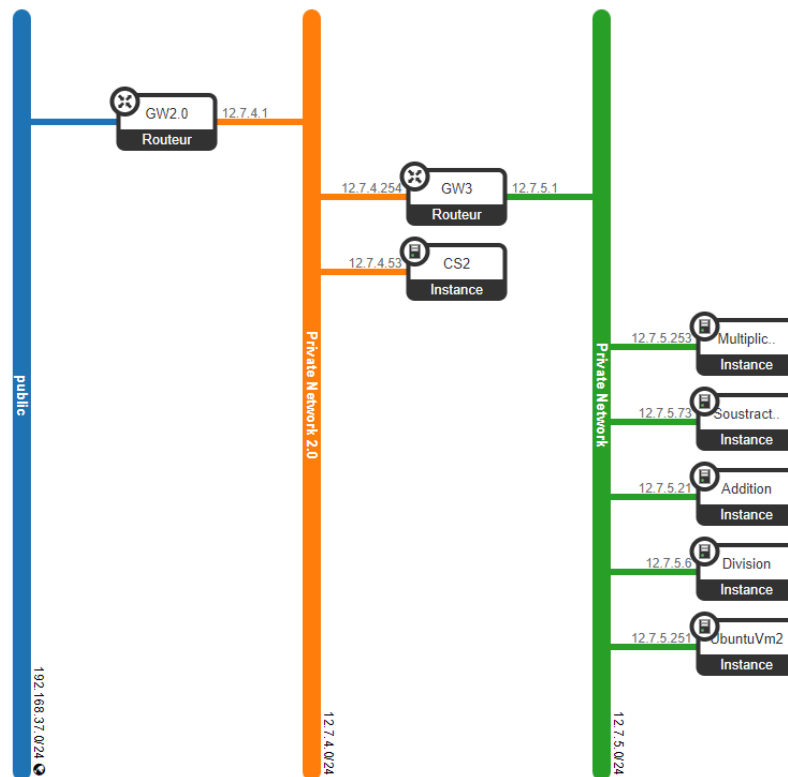 GW2.0
12.7.4.1
Routeur
12.7.4.254
GW3
12.7.5.1
Routeur
12.7.4.53
CS2
Instance
12.7.5.253
Multiplic..
Instance
12.7.5.73
Soustract..
Instance
12.7.5.21
Addition
Instance
12.7.5.6
Division
Instance
12.7.5.251
UbuntuVm2
Instance
public
Private Network 2.0
Private Network
192.168.37.0/24
12.7.4.0/24
12.7.5.0/24